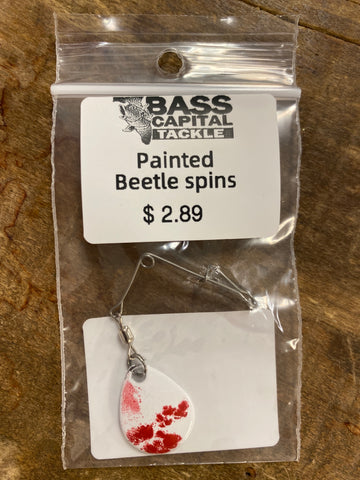 BASS
CAPITAL
TACKLE
Painted
Beetle spins
$ 2.89